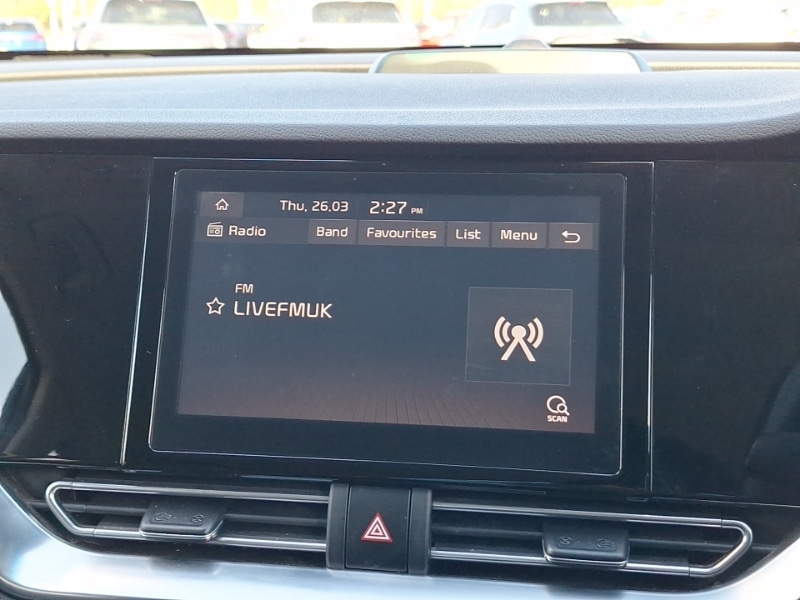 Thu, 26.03 2:27 PM
Radio Band Favourites List Menu
FM
LIVEFMUK
SCAN